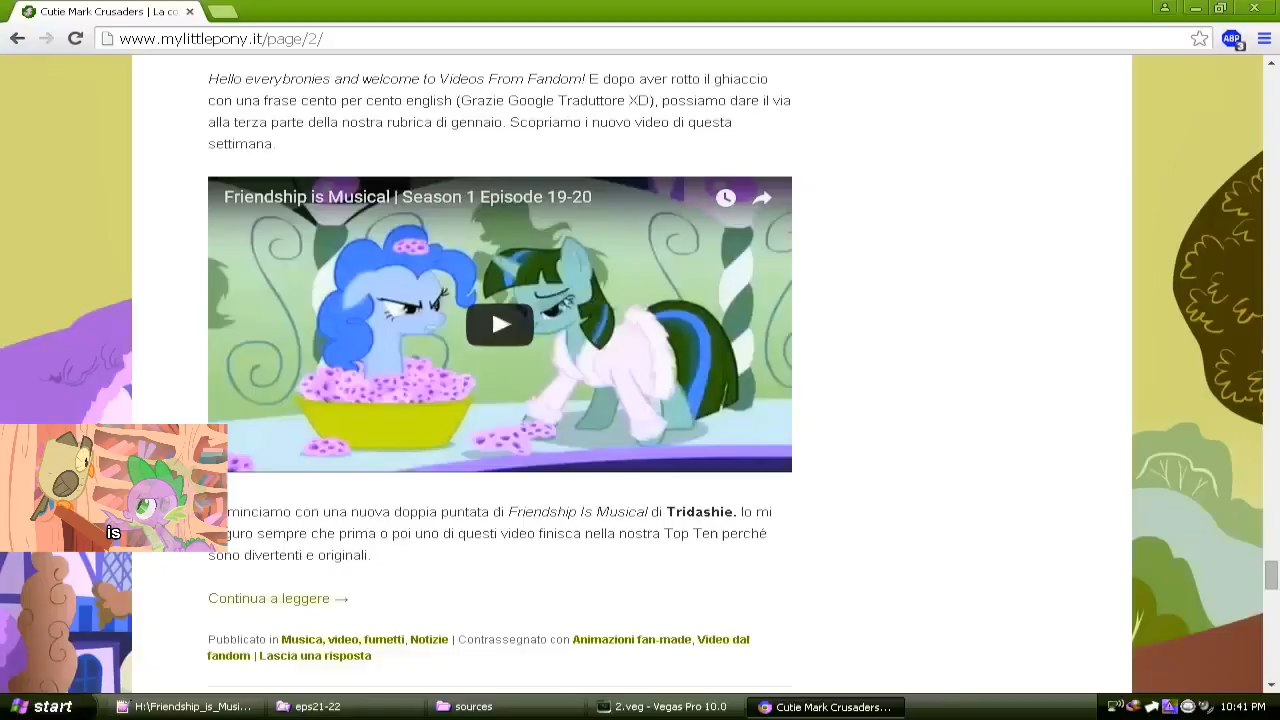 Cutie Mark Crusaders | La co
www.mylittlepony.it/page/2/
ABP
3
Hello everybronies and welcome to Videos From Fandom! E dopo aver rotto il ghiaccio
con una frase cento per cento english (Grazie Google Traduttore XD), possiamo dare il via
alla terza parte della nostra rubrica di gennaio. Scopriamo i nuovo video di questa
settimana.
Friendship is Musical | Season 1 Episode 19-20
is
minciamo con una nuova doppia puntata di Friendship Is Musical di Tridashie. Io mi
guro sempre che prima o poi uno di questi video finisca nella nostra Top Ten perché
sono divertenti e originali.
Continua a leggere →
Pubblicato in Musica, video, fumetti, Notizie | Contrassegnato con Animazioni fan-made, Video dal
fandom | Lascia una risposta
start
H:\Friendship_is_Musi...
eps21-22
sources
2.veg - Vegas Pro 10.0
Cutie Mark Crusaders...
10:41 PM